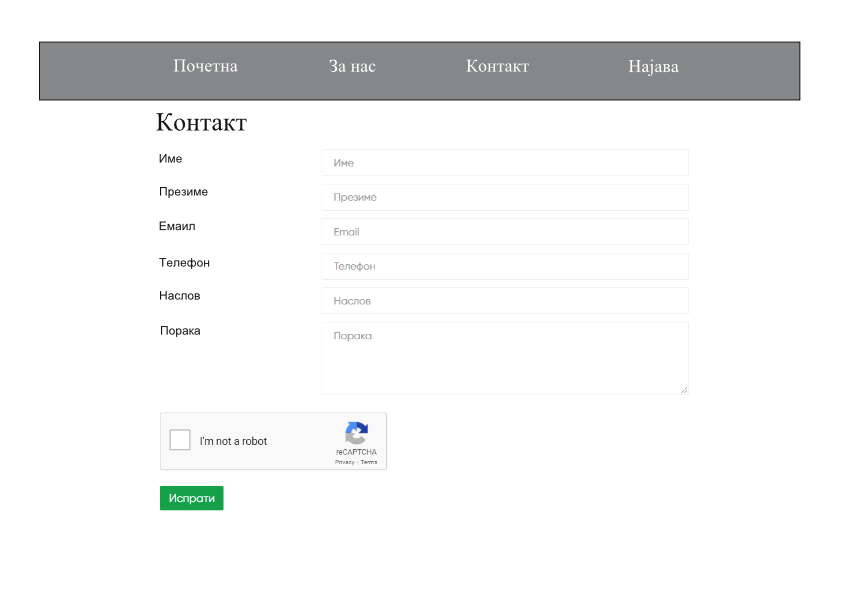 Почетна За нас Контакт Најава
Контакт
Име Име
Презиме Презиме
Емаил Email
Телефон Телефон
Наслов Наслов
Порака Порака
I'm not a robot
reCAPTCHA
Privacy - Terms
Испрати